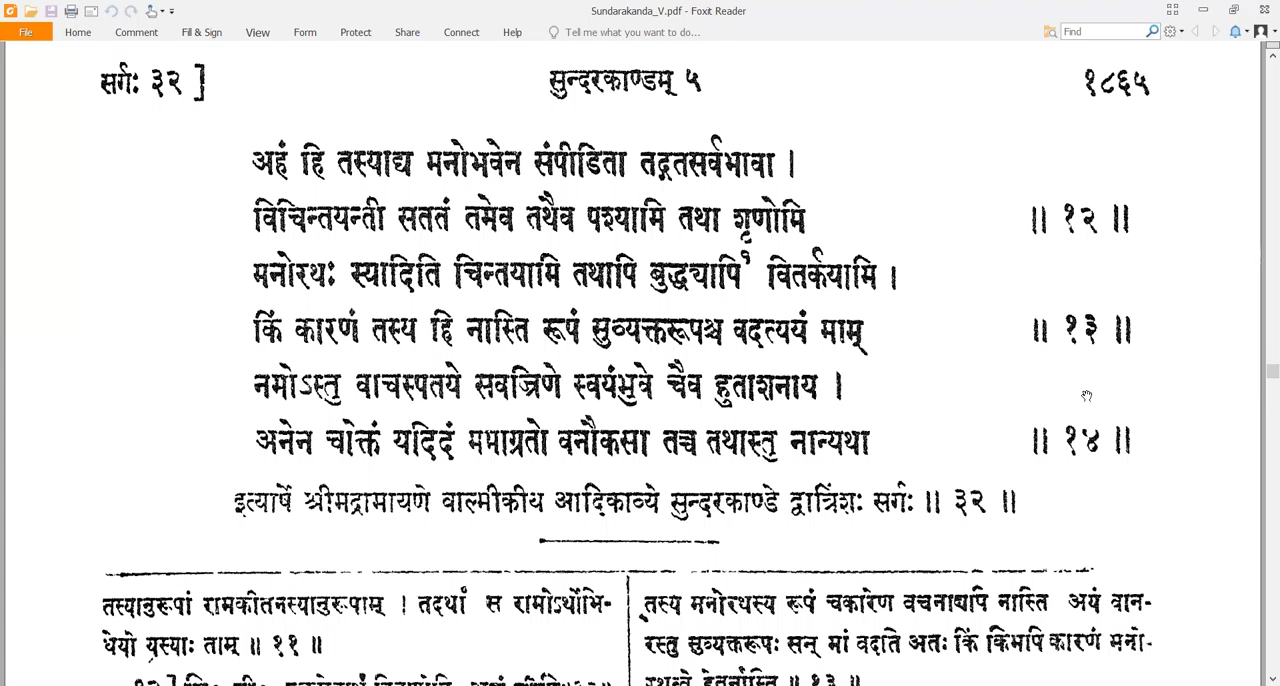 Sundarakanda_V.pdf - Foxit Reader
File Home Comment Fill & Sign View Form Protect Share Connect Help Tell me what you want to do... Find
सर्गः ३२ ] सुन्दरकाण्डम् ५ १८६५
अहं हि तस्याद्य मनोभवेन संपीडिता तद्गतसर्वभावा ।
विचिन्तयन्ती सततं तमेव तथैव पश्यामि तथा शृणोमि ॥ १२ ॥
मनोरथः स्यादिति चिन्तयामि तथापि बुद्ध्यापि१ वितर्कयामि ।
किं कारणं तस्य हि नास्ति रूपं सुव्यक्तरूपश्च वदत्ययं माम् ॥ १३ ॥
नमोऽस्तु वाचस्पतये सवज्रिणे स्वयंभुवे चैव हुताशनाय ।
अनेन चोक्तं यदिदं ममाग्रतो वनौकसा तच्च तथास्तु नान्यथा ॥ १४ ॥
इत्यार्षे श्रीमद्रामायणे वाल्मीकीय आदिकाव्ये सुन्दरकाण्डे द्वात्रिंशः सर्गः ॥ ३२ ॥
तस्यानुरूपां रामकीतनस्यानुरूपाम् । तदर्थां स रामोऽर्थोभि-
धेयो यस्याः ताम् ॥ ११ ॥
तस्य मनोरथस्य रूपं चकारेण वचनाद्यपि नास्ति अयं वान-
रस्तु सुव्यक्तरूपः सन् मां वदाते अतः किं किमपि कारणं मनो-
रथत्वे हेतुर्नास्ति ॥ १३ ॥